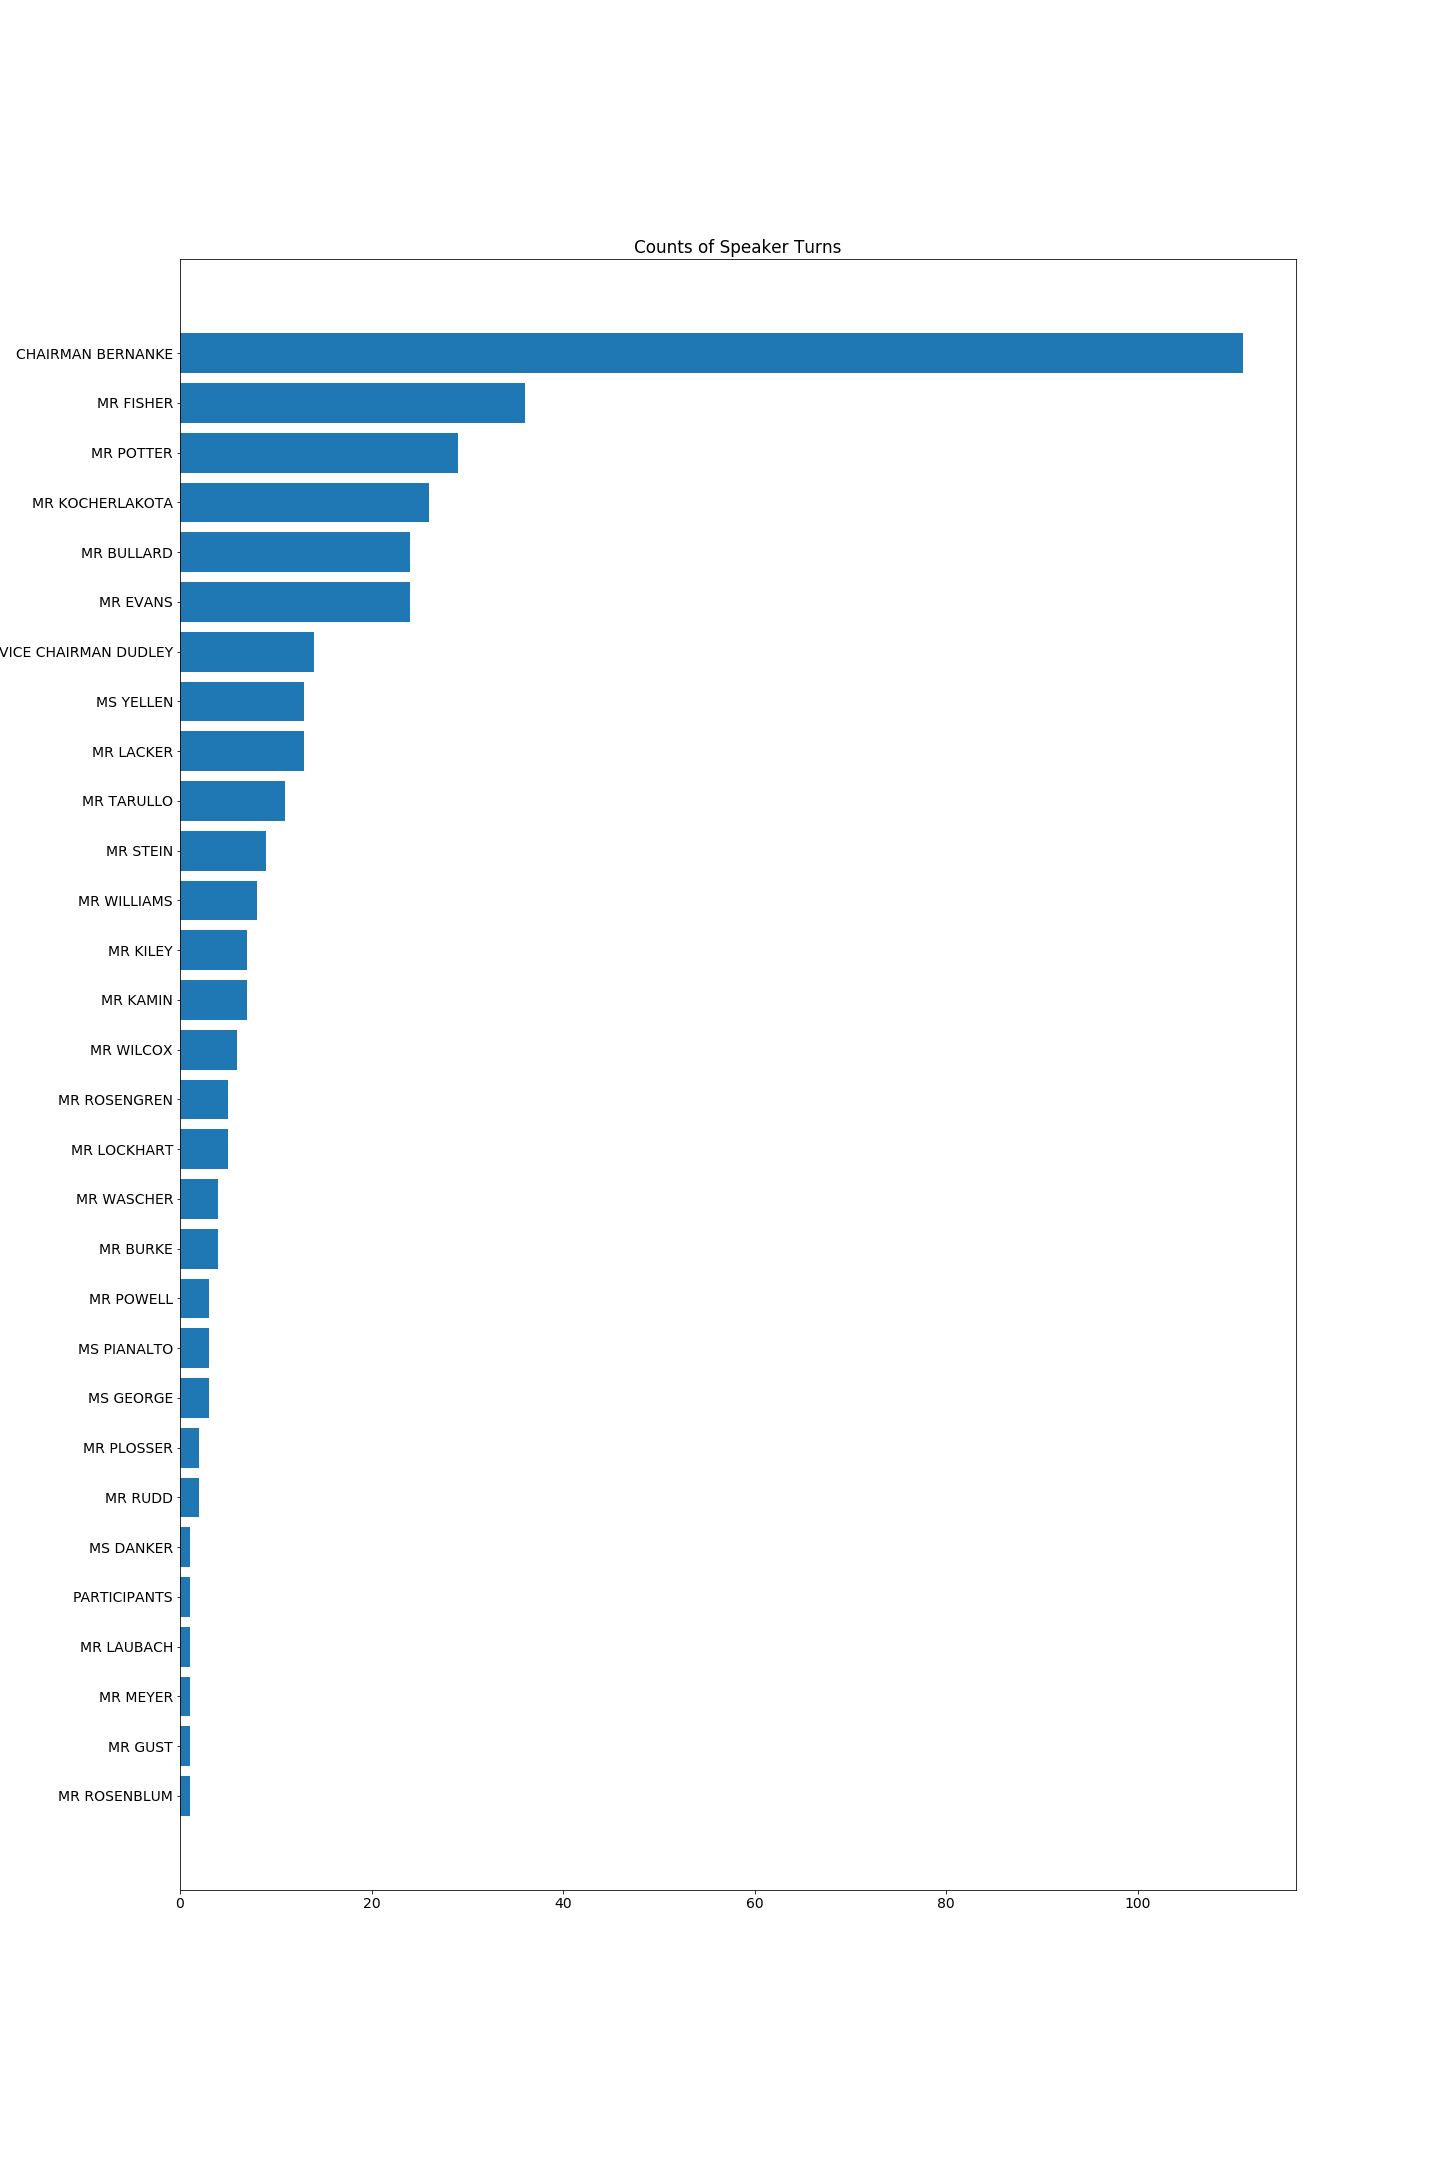 Counts of Speaker Turns
CHAIRMAN BERNANKE
MR FISHER
MR POTTER
MR KOCHERLAKOTA
MR BULLARD
MR EVANS
VICE CHAIRMAN DUDLEY
MS YELLEN
MR LACKER
MR TARULLO
MR STEIN
MR WILLIAMS
MR KILEY
MR KAMIN
MR WILCOX
MR ROSENGREN
MR LOCKHART
MR WASCHER
MR BURKE
MR POWELL
MS PIANALTO
MS GEORGE
MR PLOSSER
MR RUDD
MS DANKER
PARTICIPANTS
MR LAUBACH
MR MEYER
MR GUST
MR ROSENBLUM
0 20 40 60 80 100